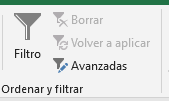 Filtro
Borrar
Volver a aplicar
Avanzadas
Ordenar y filtrar